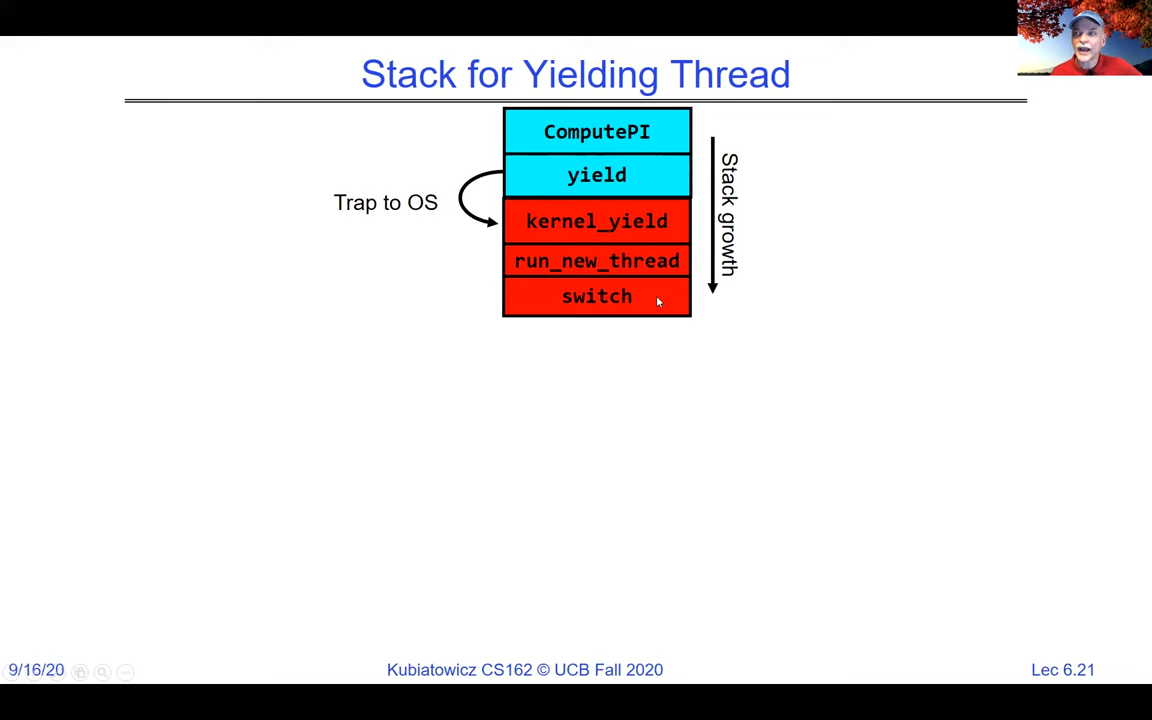 Stack for Yielding Thread
ComputePI
yield
Trap to OS
kernel_yield
run_new_thread
switch
Stack growth
9/16/20
Kubiatowicz CS162 © UCB Fall 2020
Lec 6.21